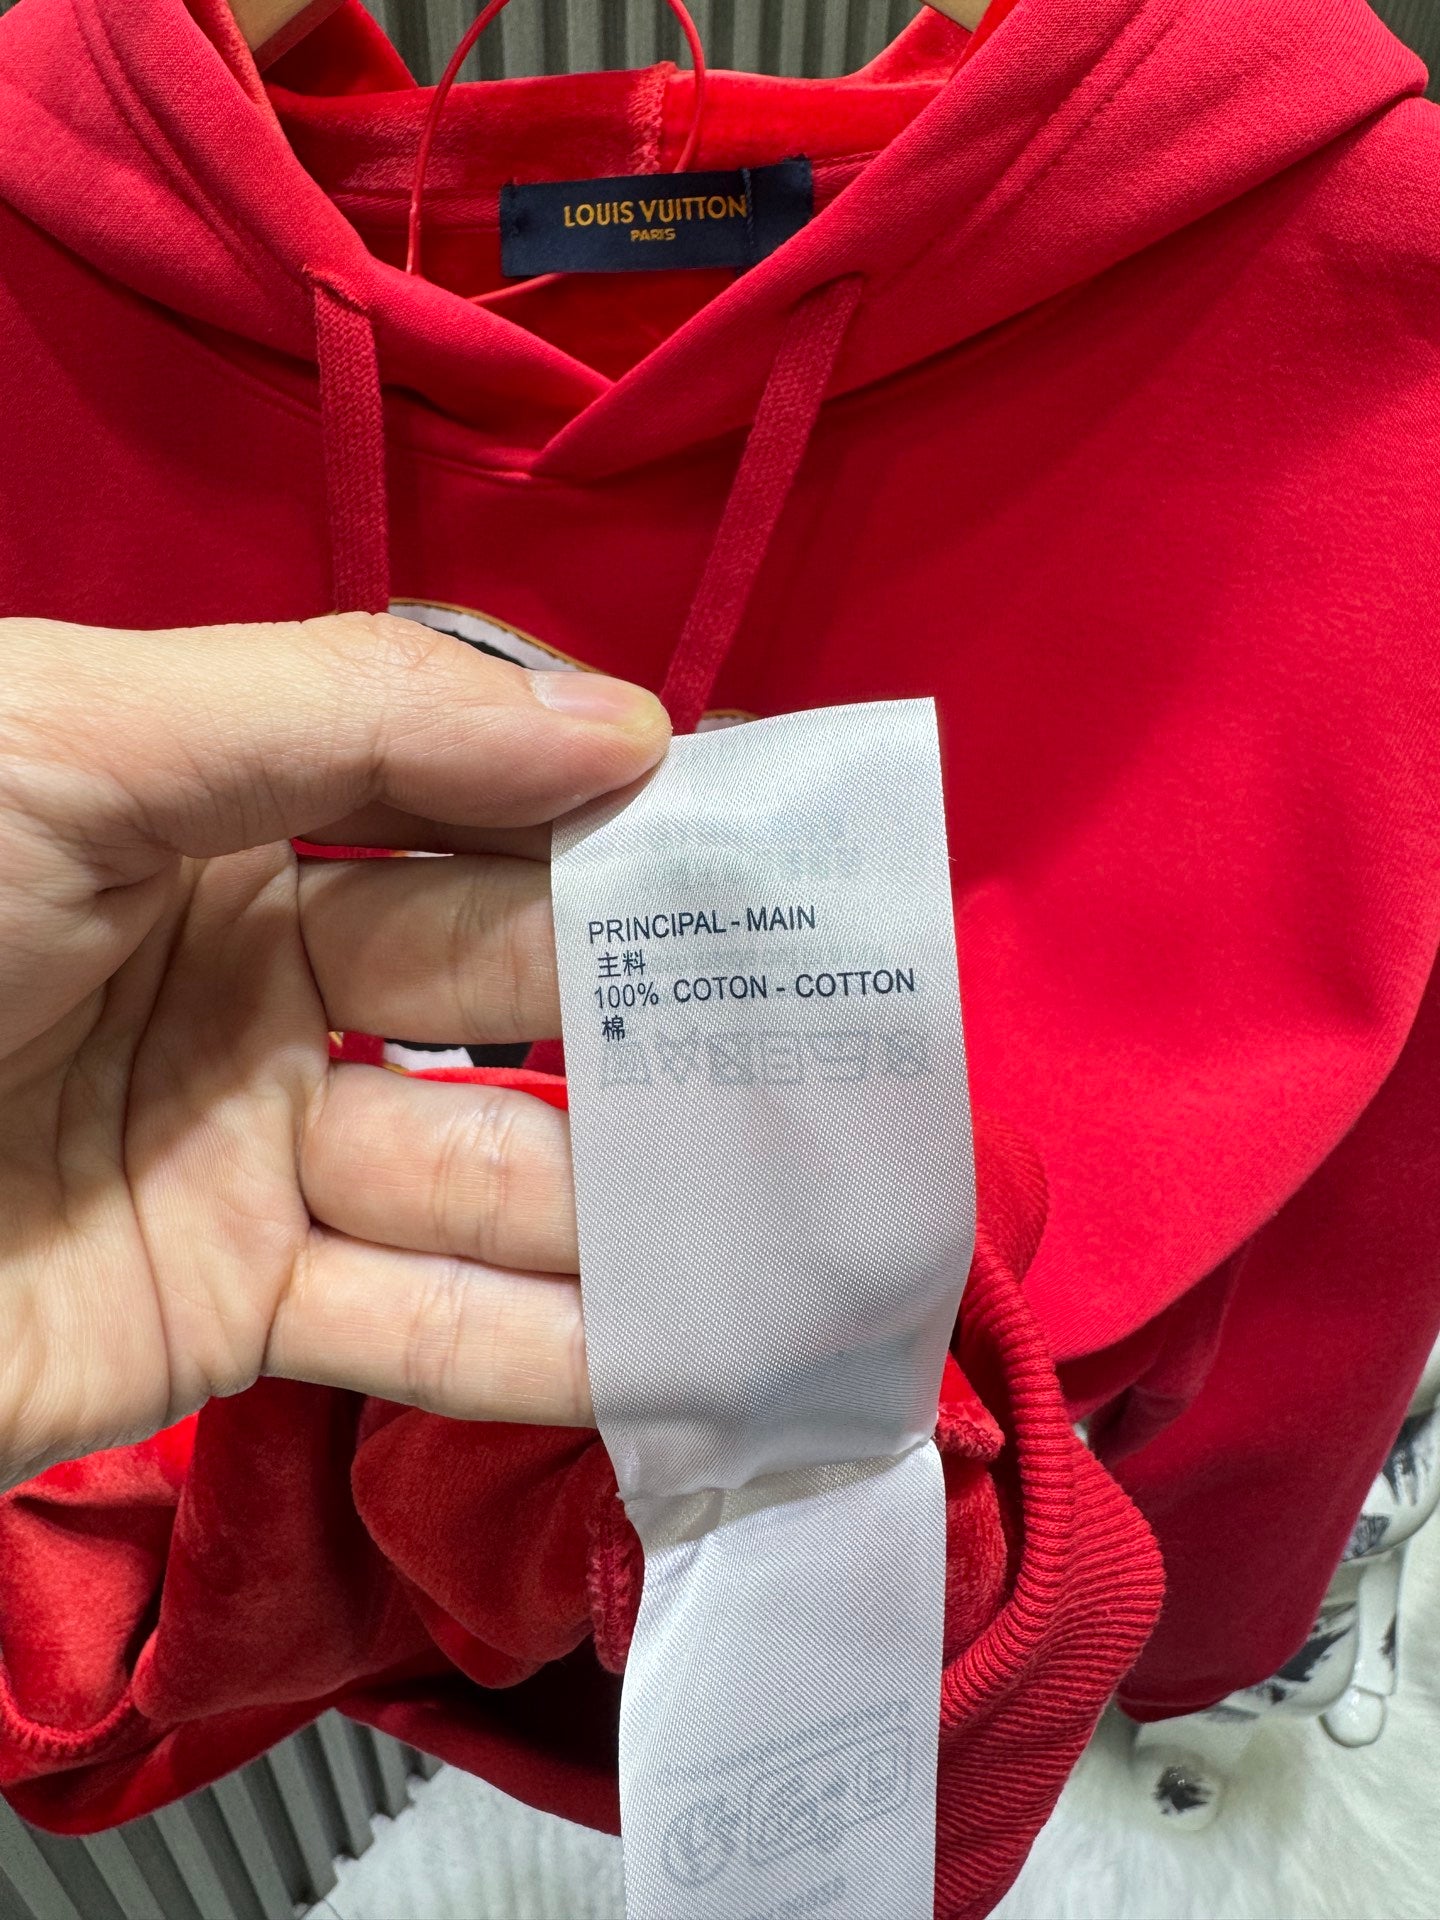 LOUIS VUITTON
PARIS
PRINCIPAL - MAIN
主料
100% COTON - COTTON
棉